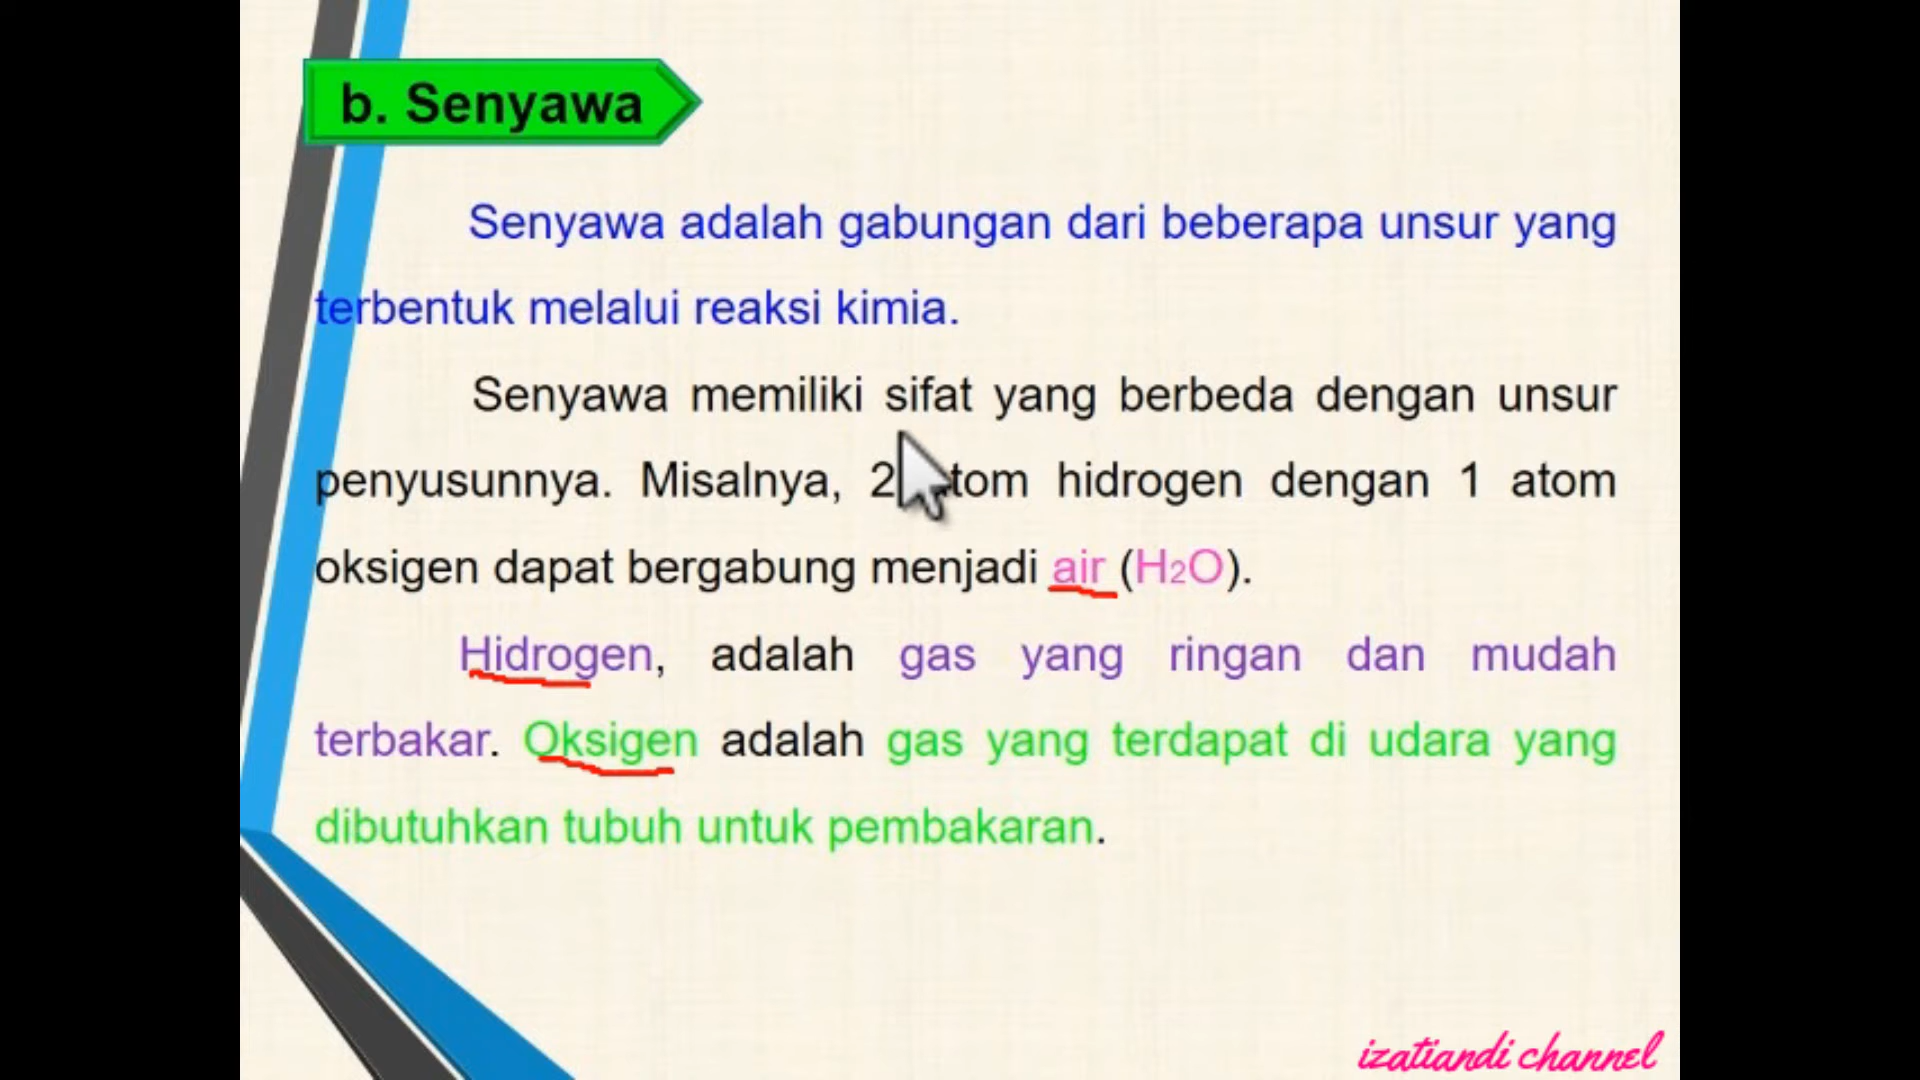 b. Senyawa
Senyawa adalah gabungan dari beberapa unsur yang
terbentuk melalui reaksi kimia.
Senyawa memiliki sifat yang berbeda dengan unsur
penyusunnya. Misalnya, 2 atom hidrogen dengan 1 atom
oksigen dapat bergabung menjadi air (H2O).
Hidrogen, adalah gas yang ringan dan mudah
terbakar. Oksigen adalah gas yang terdapat di udara yang
dibutuhkan tubuh untuk pembakaran.
izatiandi channel